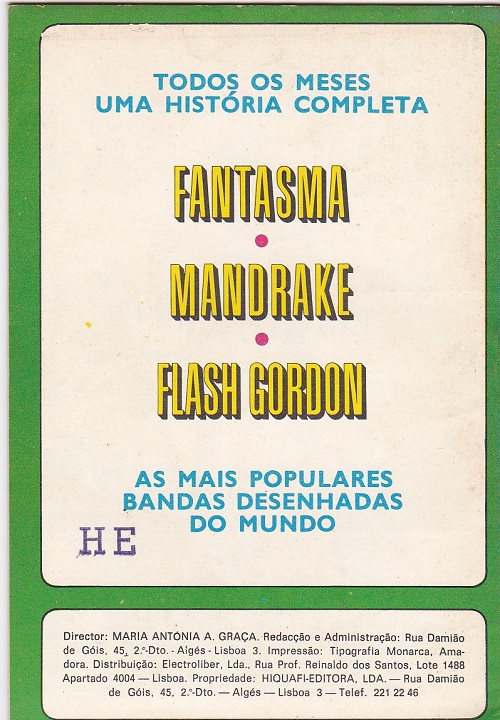 TODOS OS MESES
UMA HISTÓRIA COMPLETA
FANTASMA
MANDRAKE
FLASH GORDON
AS MAIS POPULARES
BANDAS DESENHADAS
DO MUNDO
HE
Director: MARIA ANTÓNIA A. GRAÇA. Redacção e Administração: Rua Damião
de Góis, 45, 2.º-Dto. - Algés - Lisboa 3. Impressão: Tipografia Monarca, Ama-
dora. Distribuição: Electroliber, Lda., Rua Prof. Reinaldo dos Santos, Lote 1488
Apartado 4004 — Lisboa. Propriedade: HIQUAFI-EDITORA, LDA. — Rua Damião
de Góis, 45, 2.º-Dto. — Algés — Lisboa 3 — Telef. 221 22 46